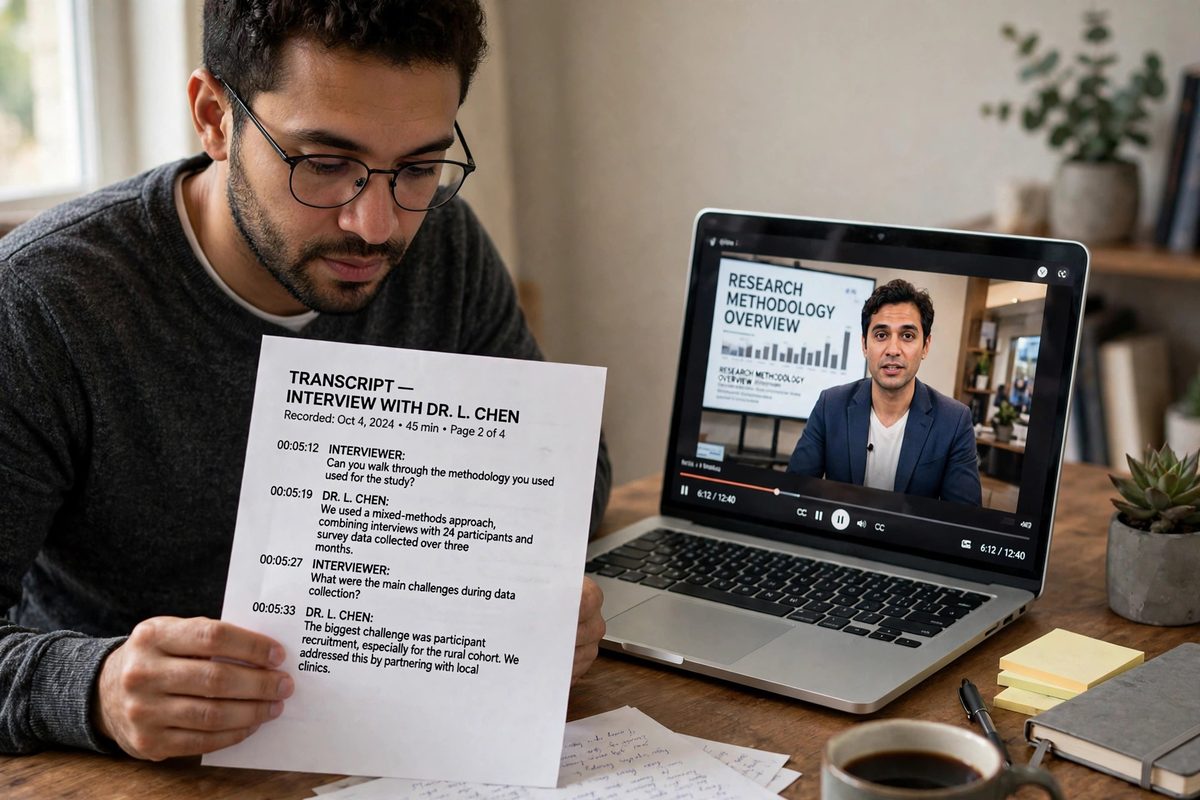 TRANSCRIPT —
INTERVIEW WITH DR. L. CHEN
Recorded: Oct 4, 2024 • 45 min • Page 2 of 4
00:05:12 INTERVIEWER:
Can you walk through the methodology you used
used for the study?
00:05:19 DR. L. CHEN:
We used a mixed-methods approach,
combining interviews with 24 participants and
survey data collected over three
months.
00:05:27 INTERVIEWER:
What were the main challenges during data
collection?
00:05:33 DR. L. CHEN:
The biggest challenge was participant
recruitment, especially for the rural cohort. We
addressed this by partnering with local
clinics.
RESEARCH
METHODOLOGY
OVERVIEW
RESEARCH METHODOLOGY
OVERVIEW
6:12 / 12:40
CC CC
6:12 / 12:40